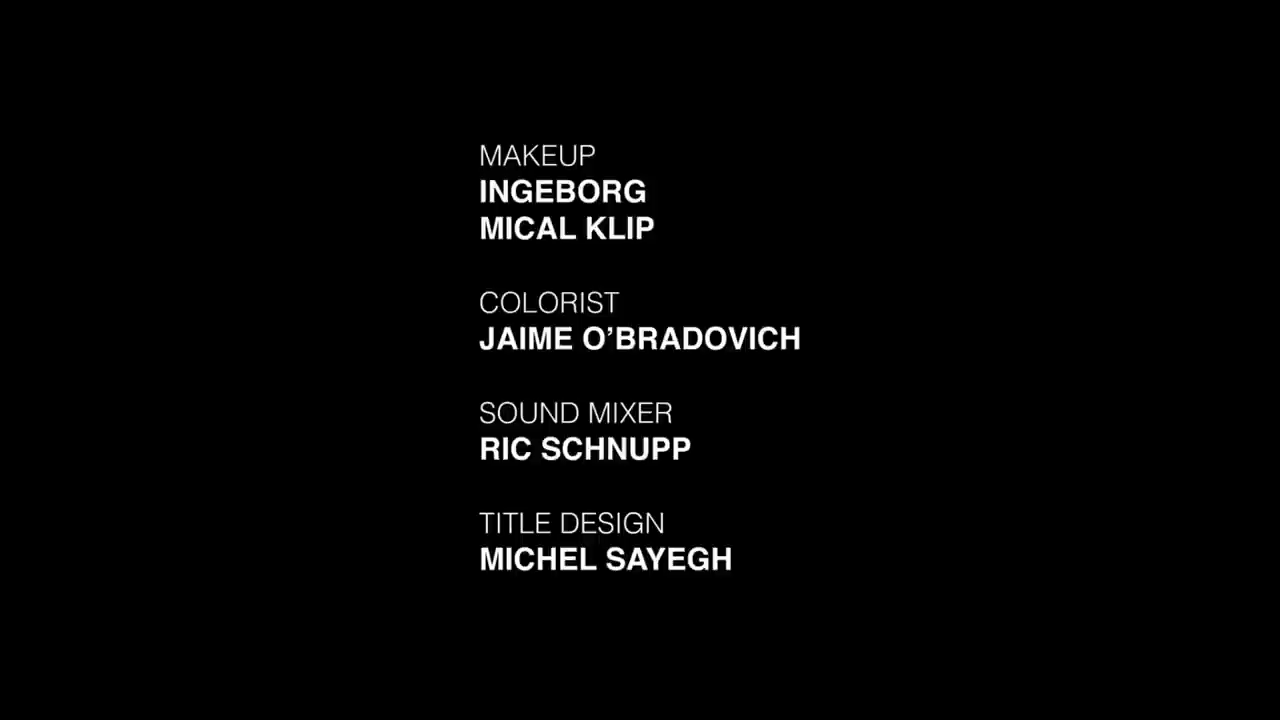 MAKEUP
INGEBORG
MICAL KLIP
COLORIST
JAIME O’BRADOVICH
SOUND MIXER
RIC SCHNUPP
TITLE DESIGN
MICHEL SAYEGH